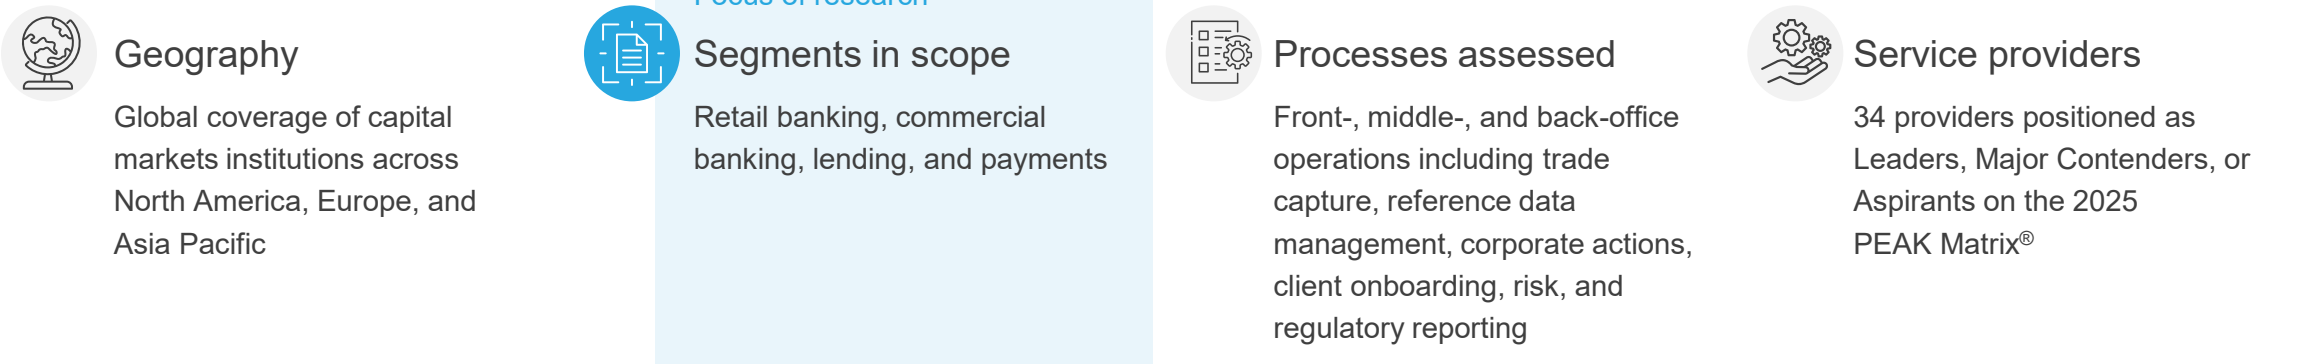 Focus of research
Geography
Global coverage of capital
markets institutions across
North America, Europe, and
Asia Pacific
Segments in scope
Retail banking, commercial
banking, lending, and payments
Processes assessed
Front-, middle-, and back-office
operations including trade
capture, reference data
management, corporate actions,
client onboarding, risk, and
regulatory reporting
Service providers
34 providers positioned as
Leaders, Major Contenders, or
Aspirants on the 2025
PEAK Matrix®